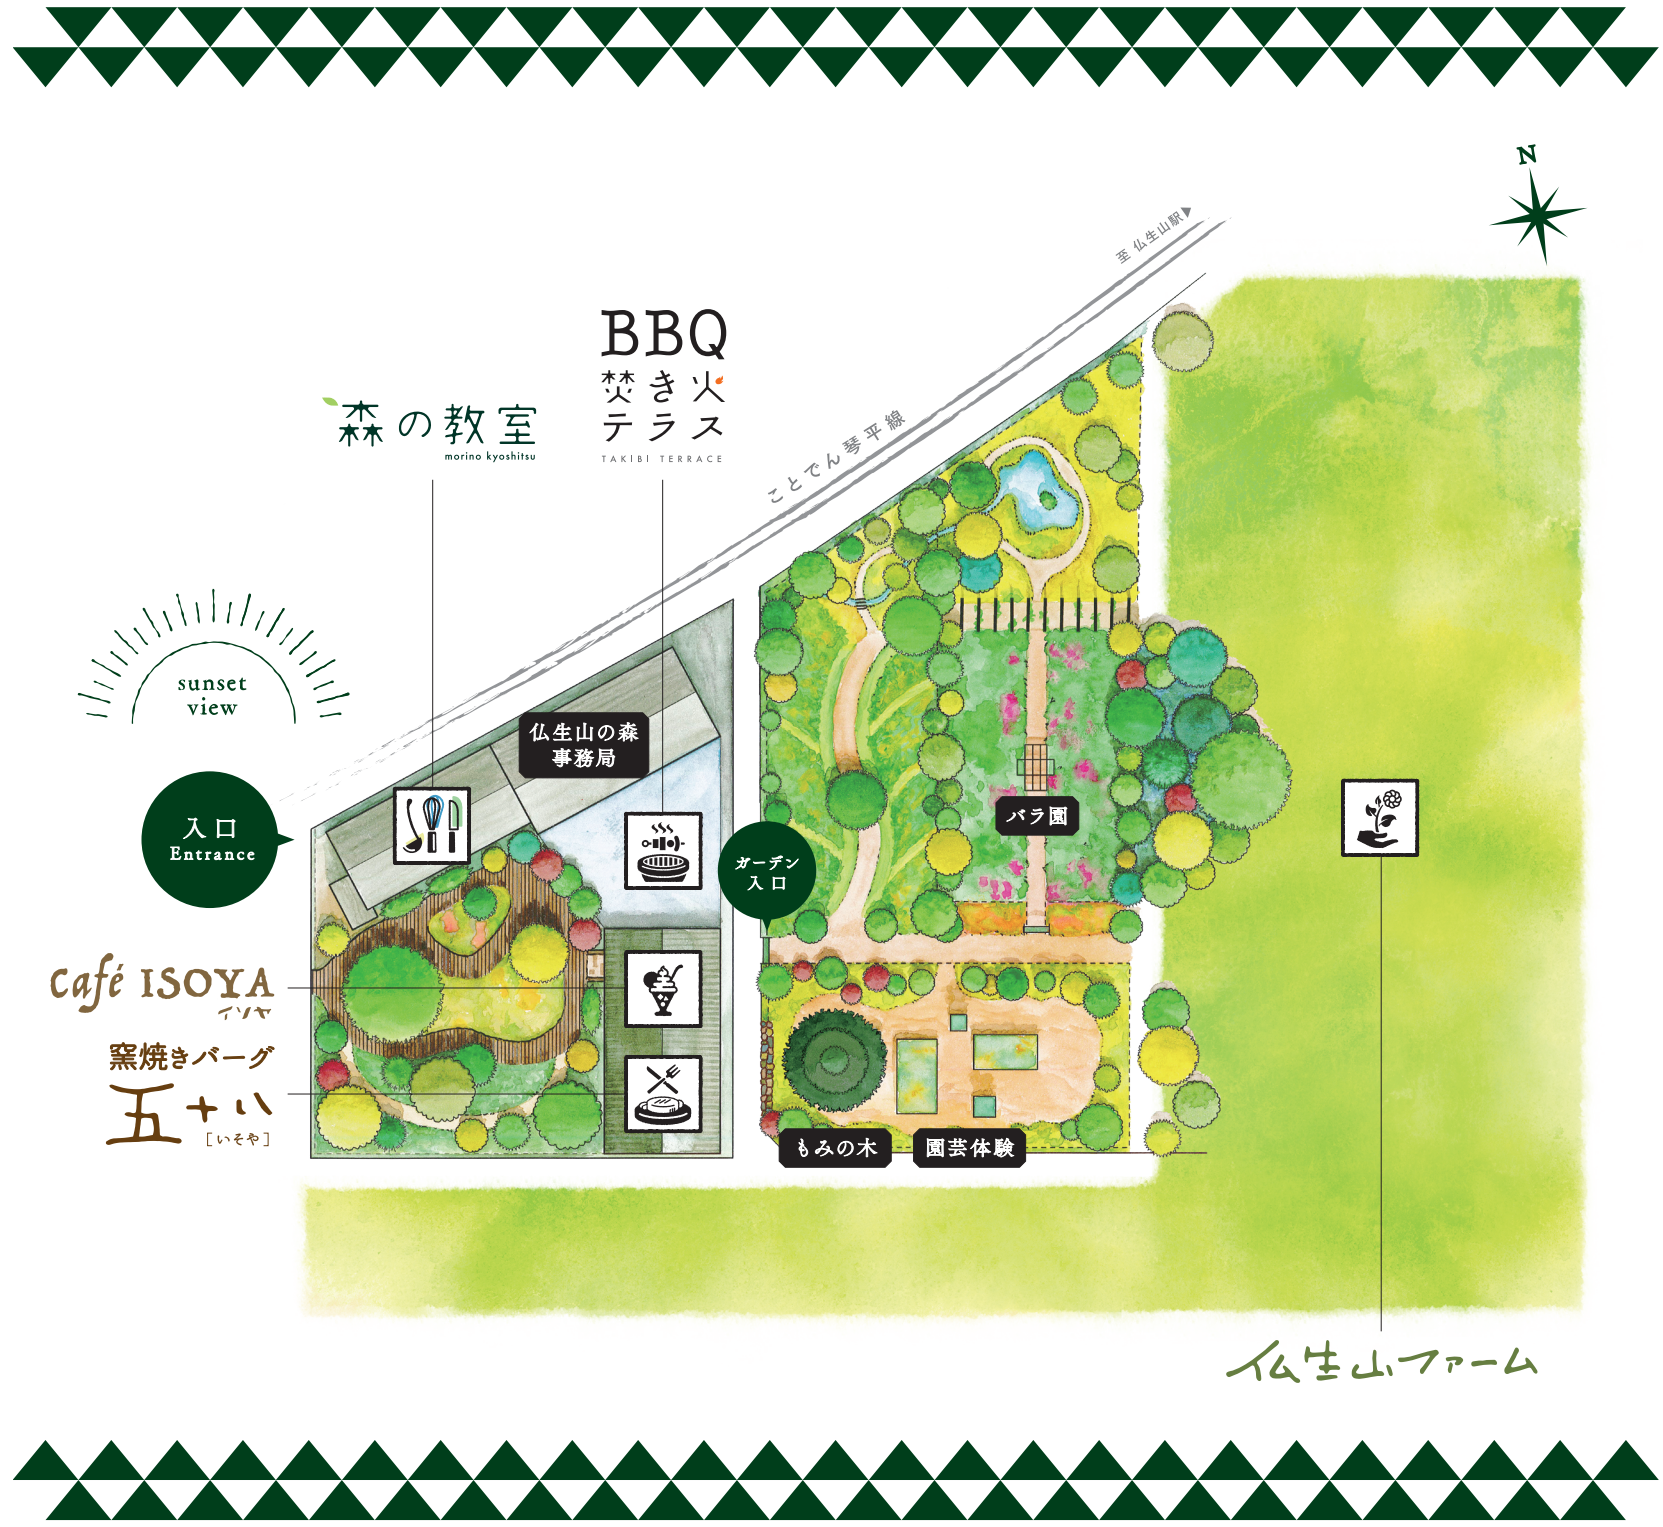 N
至 仏生山駅
BBQ
焚き火
テラス
TAKIBI TERRACE
森の教室
morino kyoshitsu
ことでん琴平線
sunset
view
仏生山の森
事務局
入口
Entrance
バラ園
ガーデン
入口
Café ISOYA
イソヤ
窯焼きバーグ
五十八
[いそや]
もみの木
園芸体験
仏生山ファーム